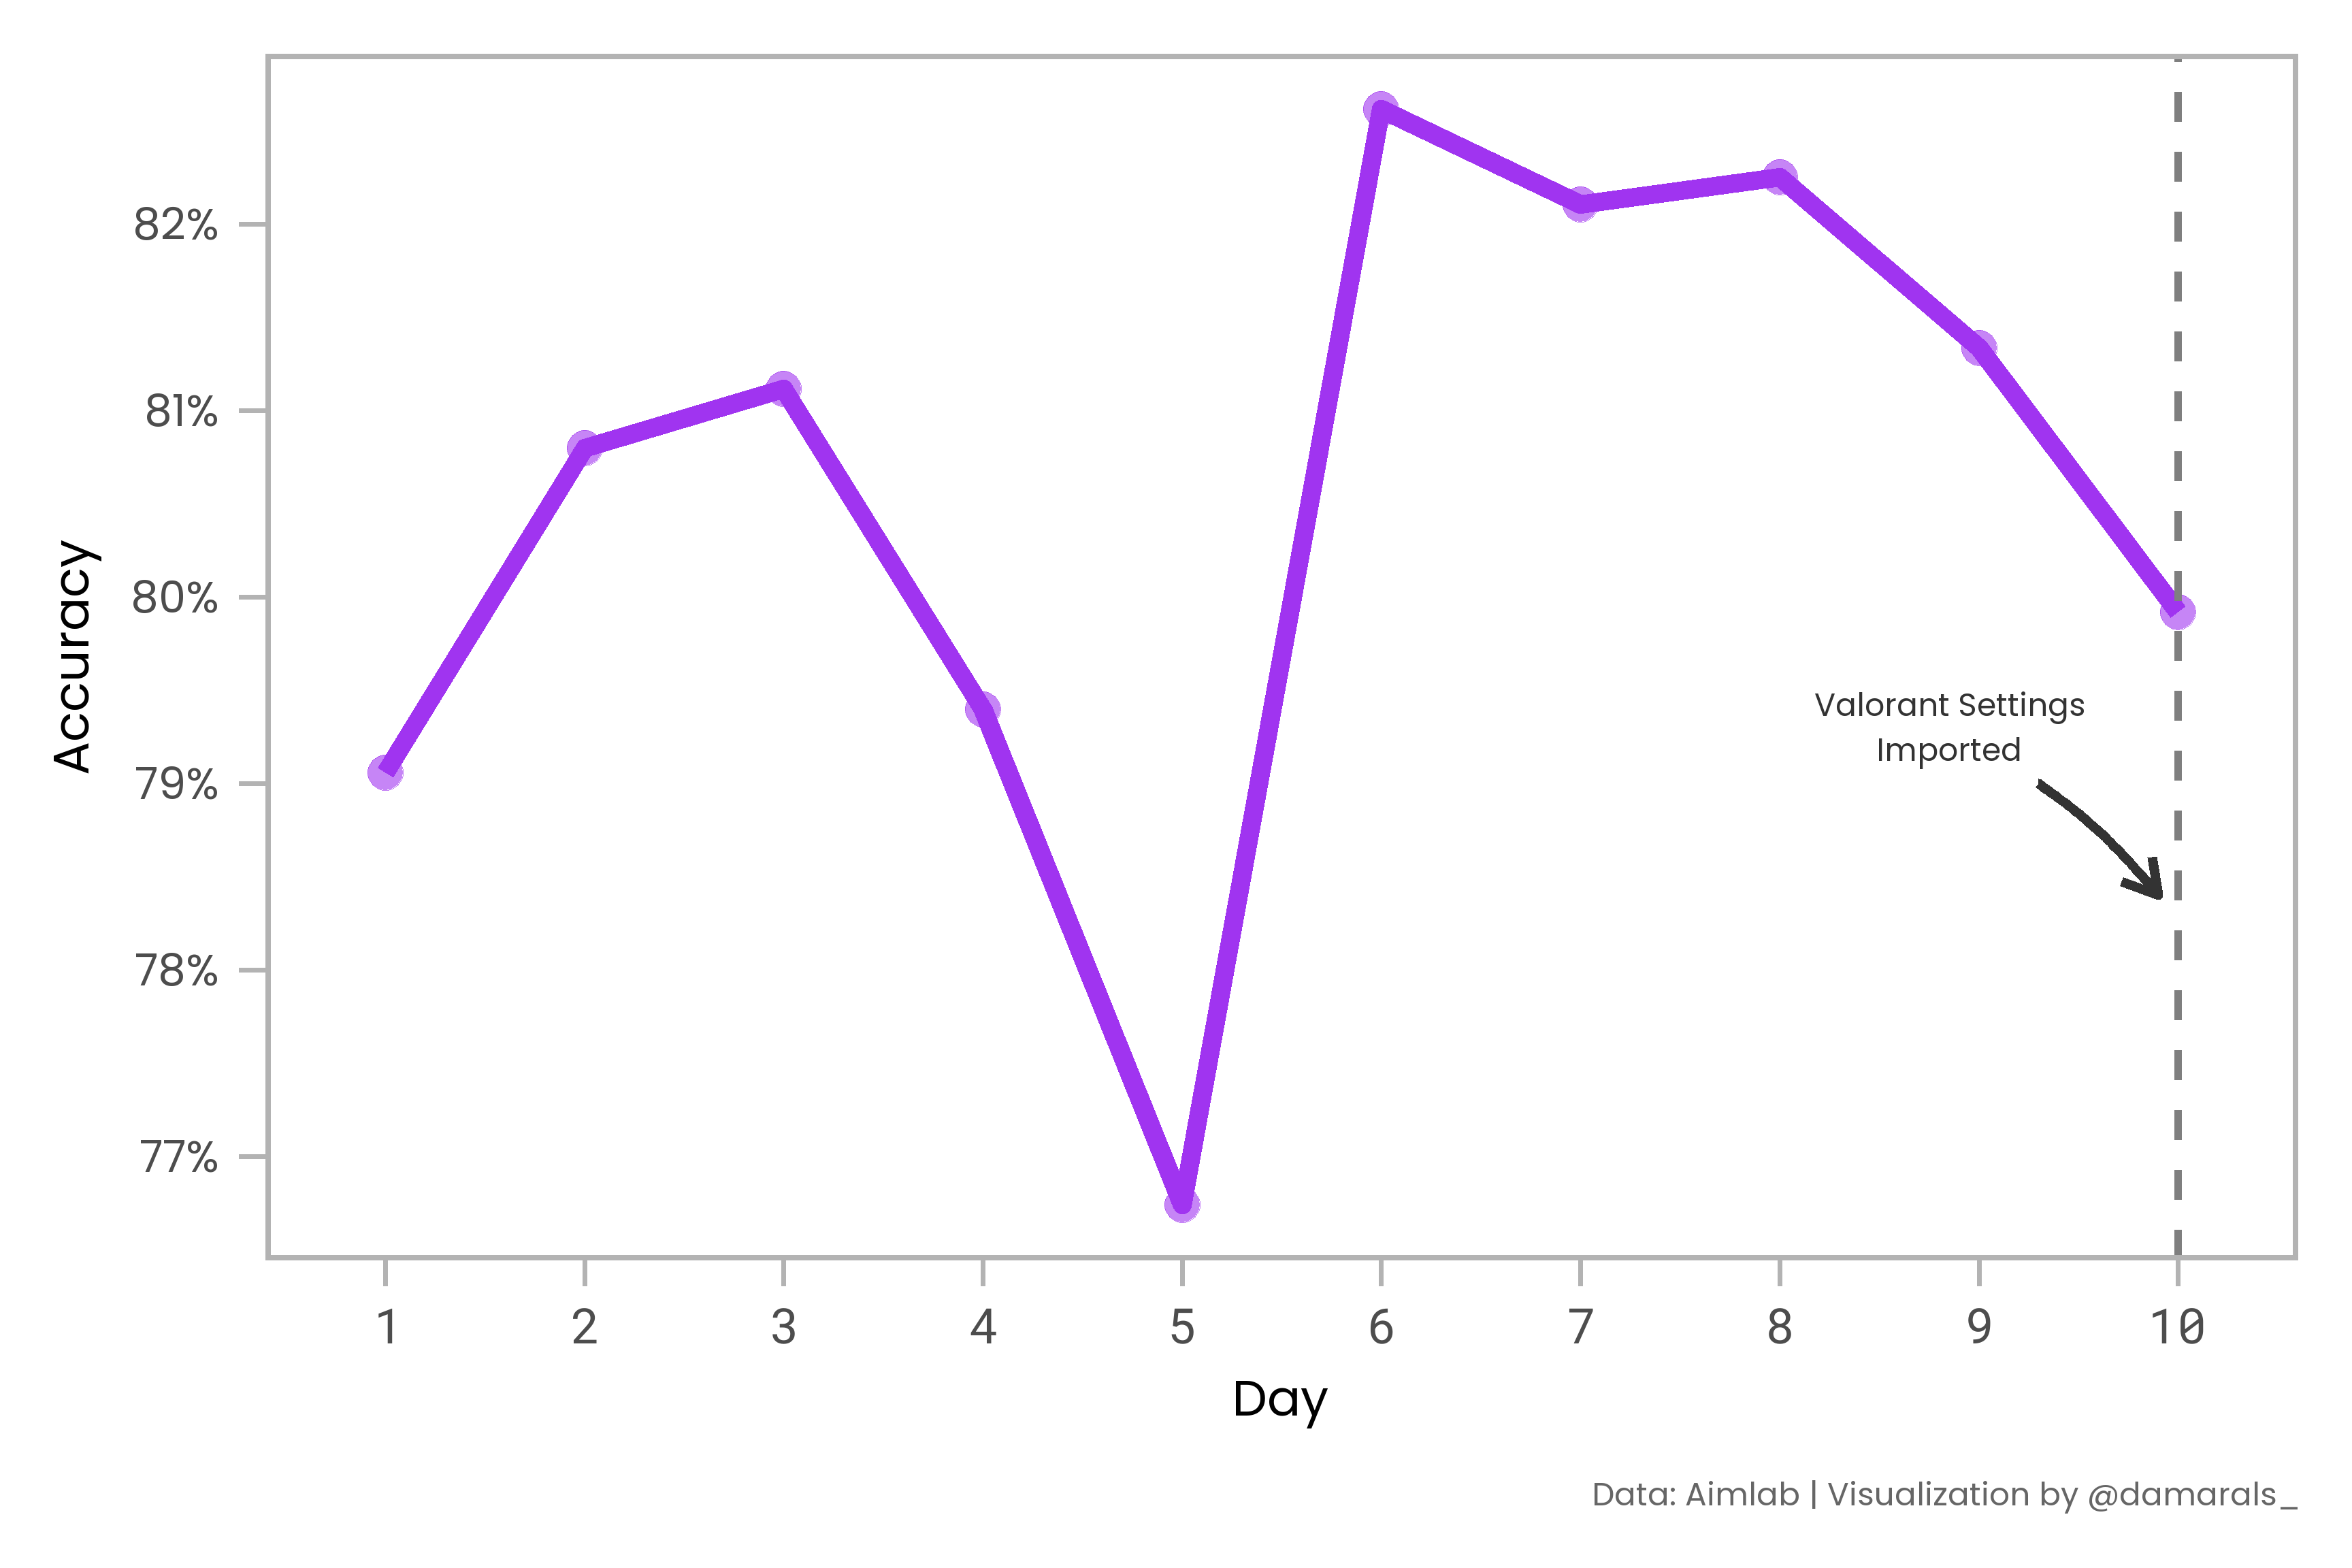 82%
81%
80%
79%
78%
77%
Accuracy
Valorant Settings
Imported
1 2 3 4 5 6 7 8 9 10
Day
Data: Aimlab | Visualization by @damarals_